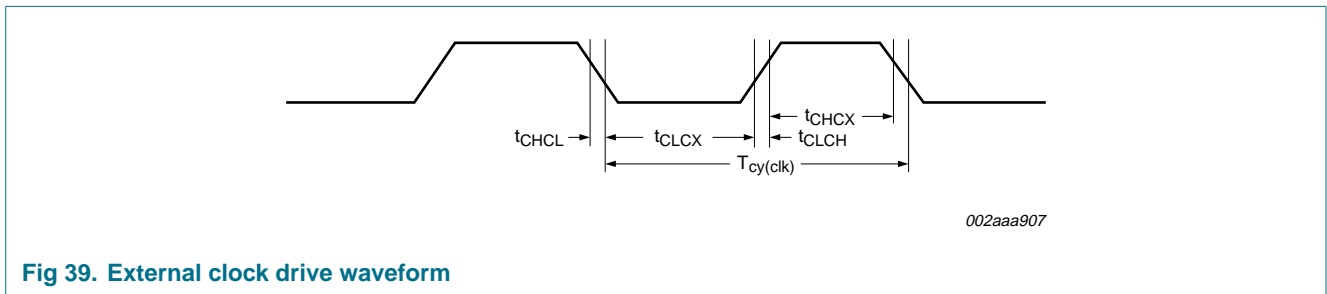 tCHCX
tCHCL
tCLCX
tCLCH
Tcy(clk)
002aaa907
Fig 39. External clock drive waveform